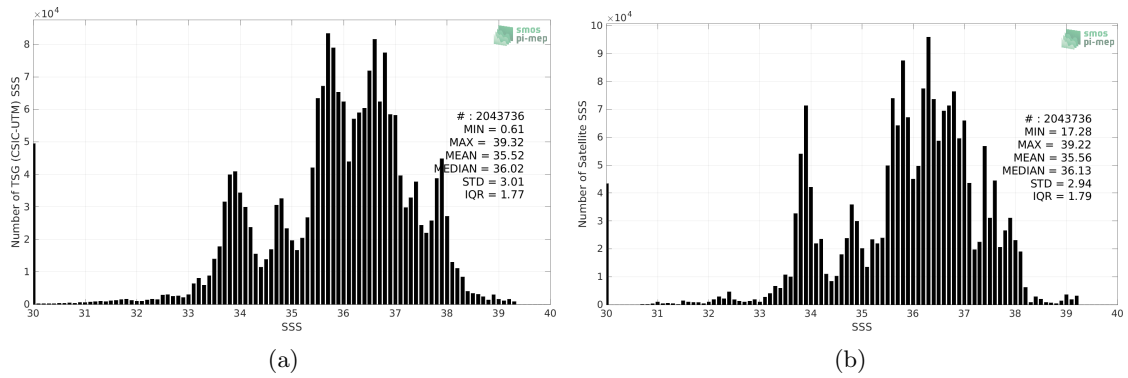 ×10⁴
8
7
6
5
4
3
2
1
0
Number of TSG (CSIC-UTM) SSS
smos
pi-mep
# : 2043736
MIN = 0.61
MAX = 39.32
MEAN = 35.52
MEDIAN = 36.02
STD = 3.01
IQR = 1.77
30 31 32 33 34 35 36 37 38 39 40
SSS
(a)
×10⁴
10
9
8
7
6
5
4
3
2
1
0
Number of Satellite SSS
smos
pi-mep
# : 2043736
MIN = 17.28
MAX = 39.22
MEAN = 35.56
MEDIAN = 36.13
STD = 2.94
IQR = 1.79
30 31 32 33 34 35 36 37 38 39 40
SSS
(b)